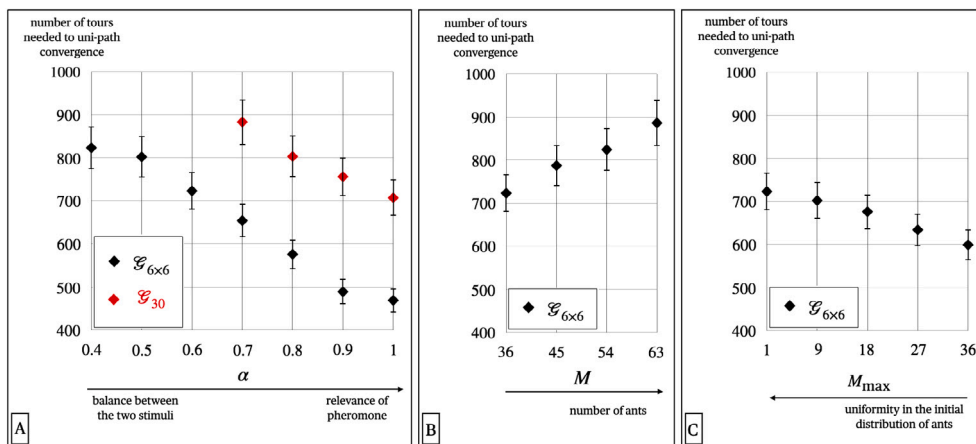 number of tours
needed to uni-path
convergence
1000
900
800
700
600
500
400
𝒢6×6
𝒢30
0.4 0.5 0.6 0.7 0.8 0.9 1
α
balance between
the two stimuli
relevance of
pheromone
A
number of tours
needed to uni-path
convergence
1000
900
800
700
600
500
400
𝒢6×6
36 45 54 63
M
number of ants
B
number of tours
needed to uni-path
convergence
1000
900
800
700
600
500
400
𝒢6×6
1 9 18 27 36
Mmax
uniformity in the initial
distribution of ants
C